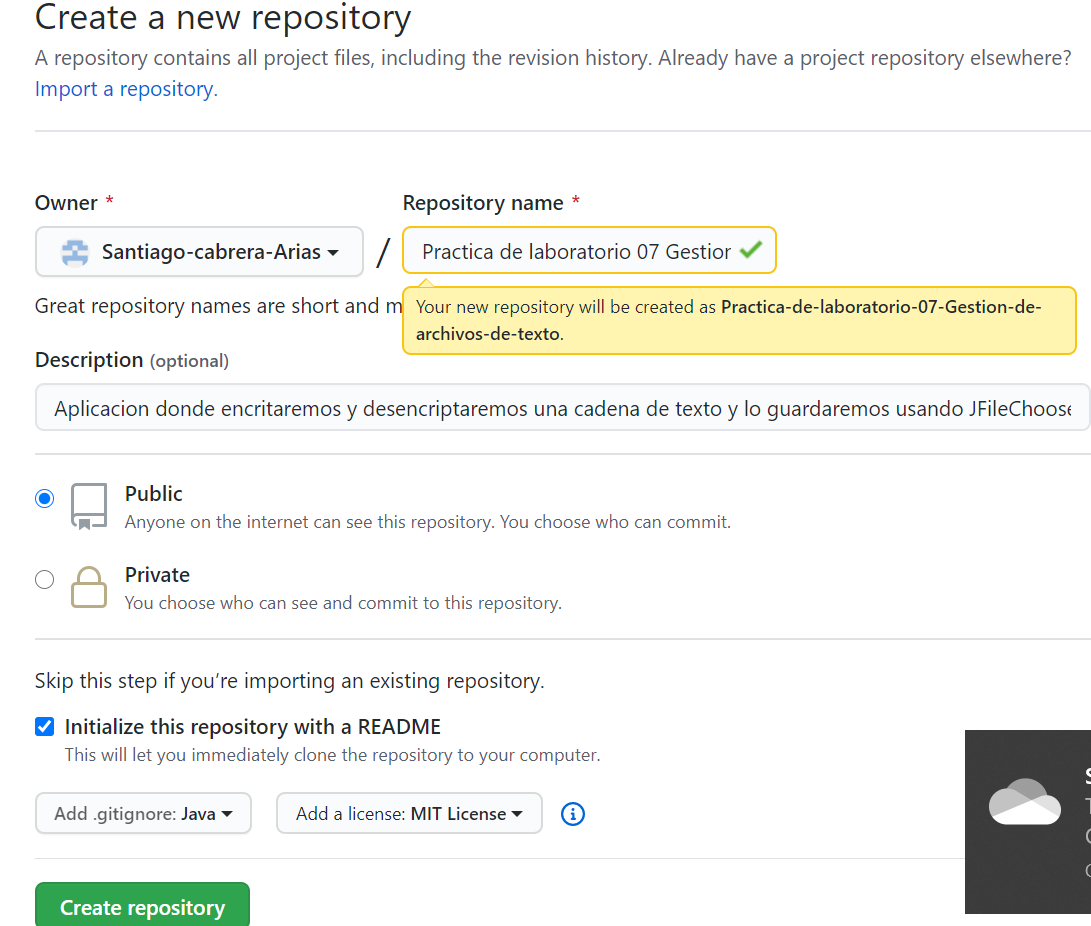 Create a new repository
A repository contains all project files, including the revision history. Already have a project repository elsewhere?
Import a repository.
Owner *
Repository name *
Santiago-cabrera-Arias
/
Practica de laboratorio 07 Gestior
Great repository names are short and m
Your new repository will be created as Practica-de-laboratorio-07-Gestion-de-
archivos-de-texto.
Description (optional)
Aplicacion donde encritaremos y desencriptaremos una cadena de texto y lo guardaremos usando JFileChoose
Public
Anyone on the internet can see this repository. You choose who can commit.
Private
You choose who can see and commit to this repository.
Skip this step if you’re importing an existing repository.
Initialize this repository with a README
This will let you immediately clone the repository to your computer.
Add .gitignore: Java
Add a license: MIT License
Create repository